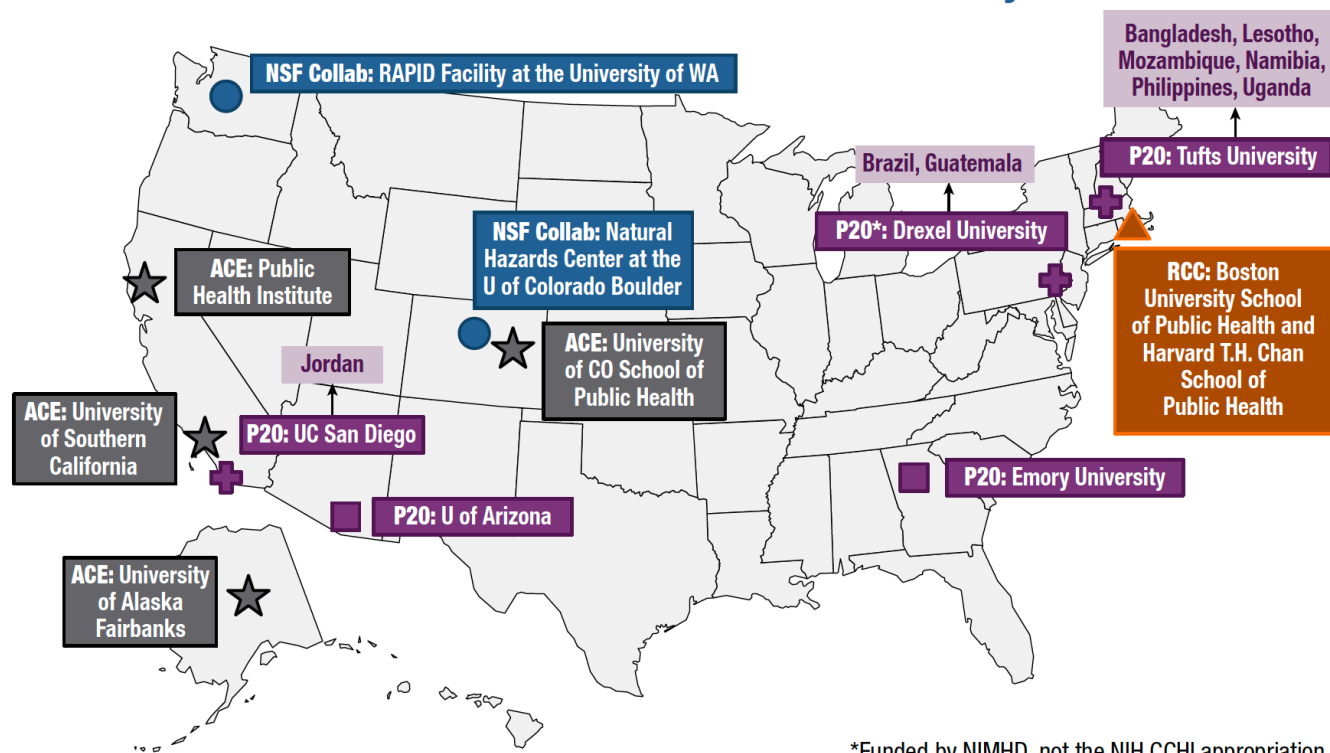 NSF Collab: RAPID Facility at the University of WA
Bangladesh, Lesotho,
Mozambique, Namibia,
Philippines, Uganda
P20: Tufts University
Brazil, Guatemala
P20*: Drexel University
NSF Collab: Natural
Hazards Center at the
U of Colorado Boulder
ACE: Public
Health Institute
RCC: Boston
University School
of Public Health and
Harvard T.H. Chan
School of
Public Health
ACE: University
of CO School of
Public Health
Jordan
P20: UC San Diego
ACE: University
of Southern
California
P20: Emory University
P20: U of Arizona
ACE: University
of Alaska
Fairbanks
*Funded by NIMHD, not the NIH CCHI appropriation